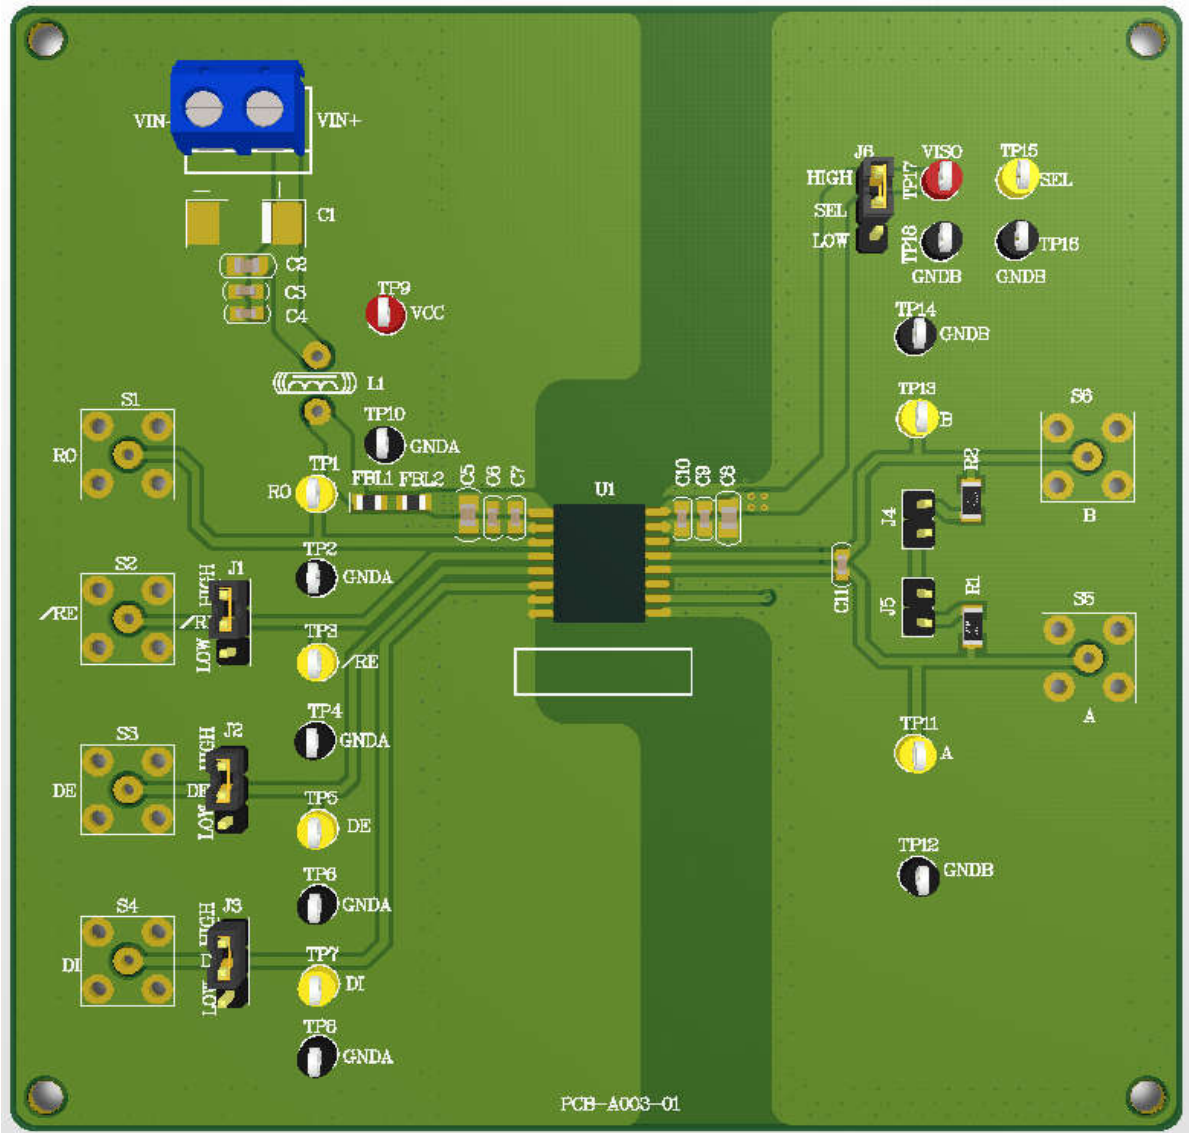 VIN-
VIN+
C1
C2
C3
C4
TP9
VCC
L1
TP10
GNDA
S1
RO
TP1
RO
FBL1
FBL2
C5
C6
C7
U1
C10
C9
C8
TP2
GNDA
S2
/RE
J1
HIGH
LOW
TP3
/RE
TP4
GNDA
S3
DE
J2
HIGH
DE
LOW
TP5
DE
TP6
GNDA
S4
DI
J3
HIGH
LOW
TP7
DI
TP8
GNDA
J6
HIGH
SEL
LOW
TP17
VISO
TP15
SEL
TP18
GNDB
TP16
GNDB
TP14
GNDB
TP13
B
S6
B
R2
J4
C11
J5
R1
S5
A
TP11
A
TP12
GNDB
PCB-A003-01